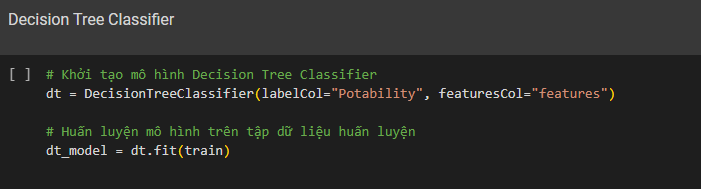 Decision Tree Classifier
[ ] # Khởi tạo mô hình Decision Tree Classifier
dt = DecisionTreeClassifier(labelCol="Potability", featuresCol="features")
# Huấn luyện mô hình trên tập dữ liệu huấn luyện
dt_model = dt.fit(train)